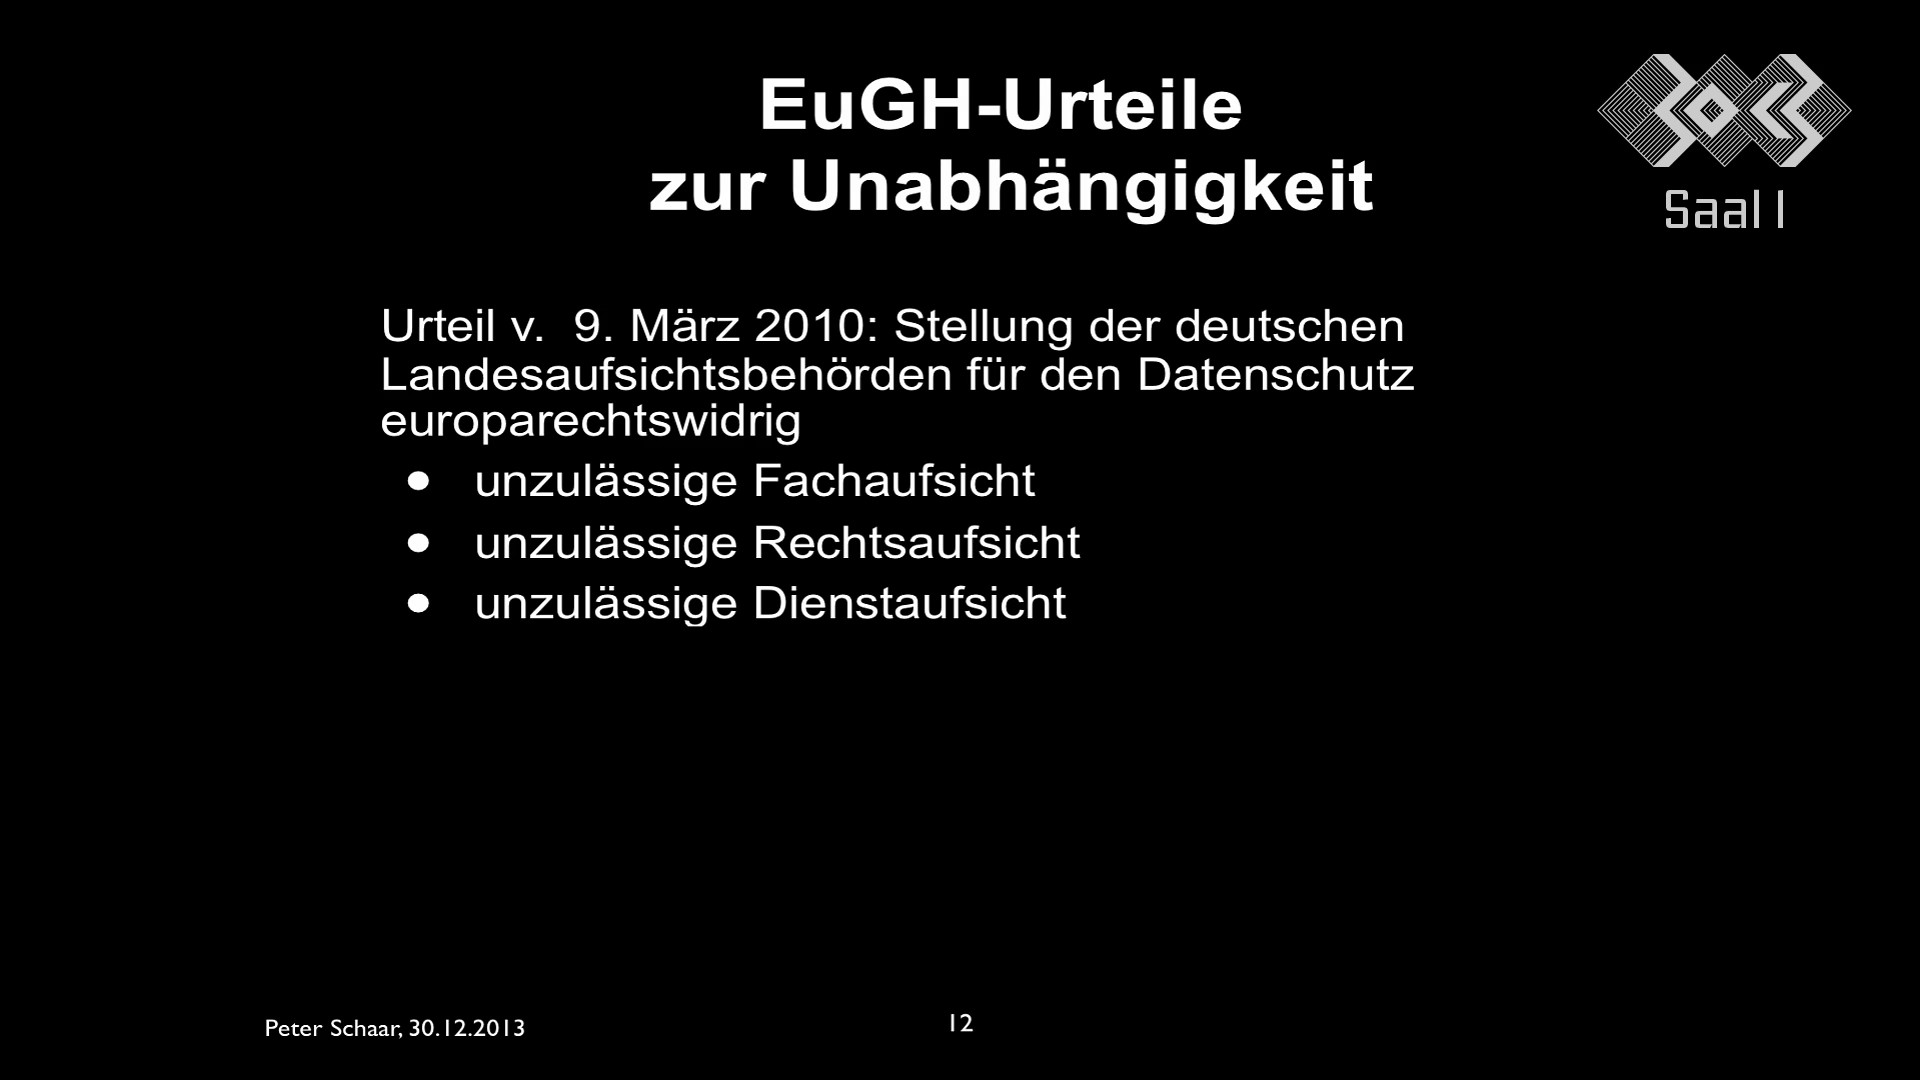 EuGH-Urteile
zur Unabhängigkeit
30C3
Saal 1
Urteil v.  9. März 2010: Stellung der deutschen
Landesaufsichtsbehörden für den Datenschutz
europarechtswidrig
● unzulässige Fachaufsicht
● unzulässige Rechtsaufsicht
● unzulässige Dienstaufsicht
Peter Schaar, 30.12.2013
12